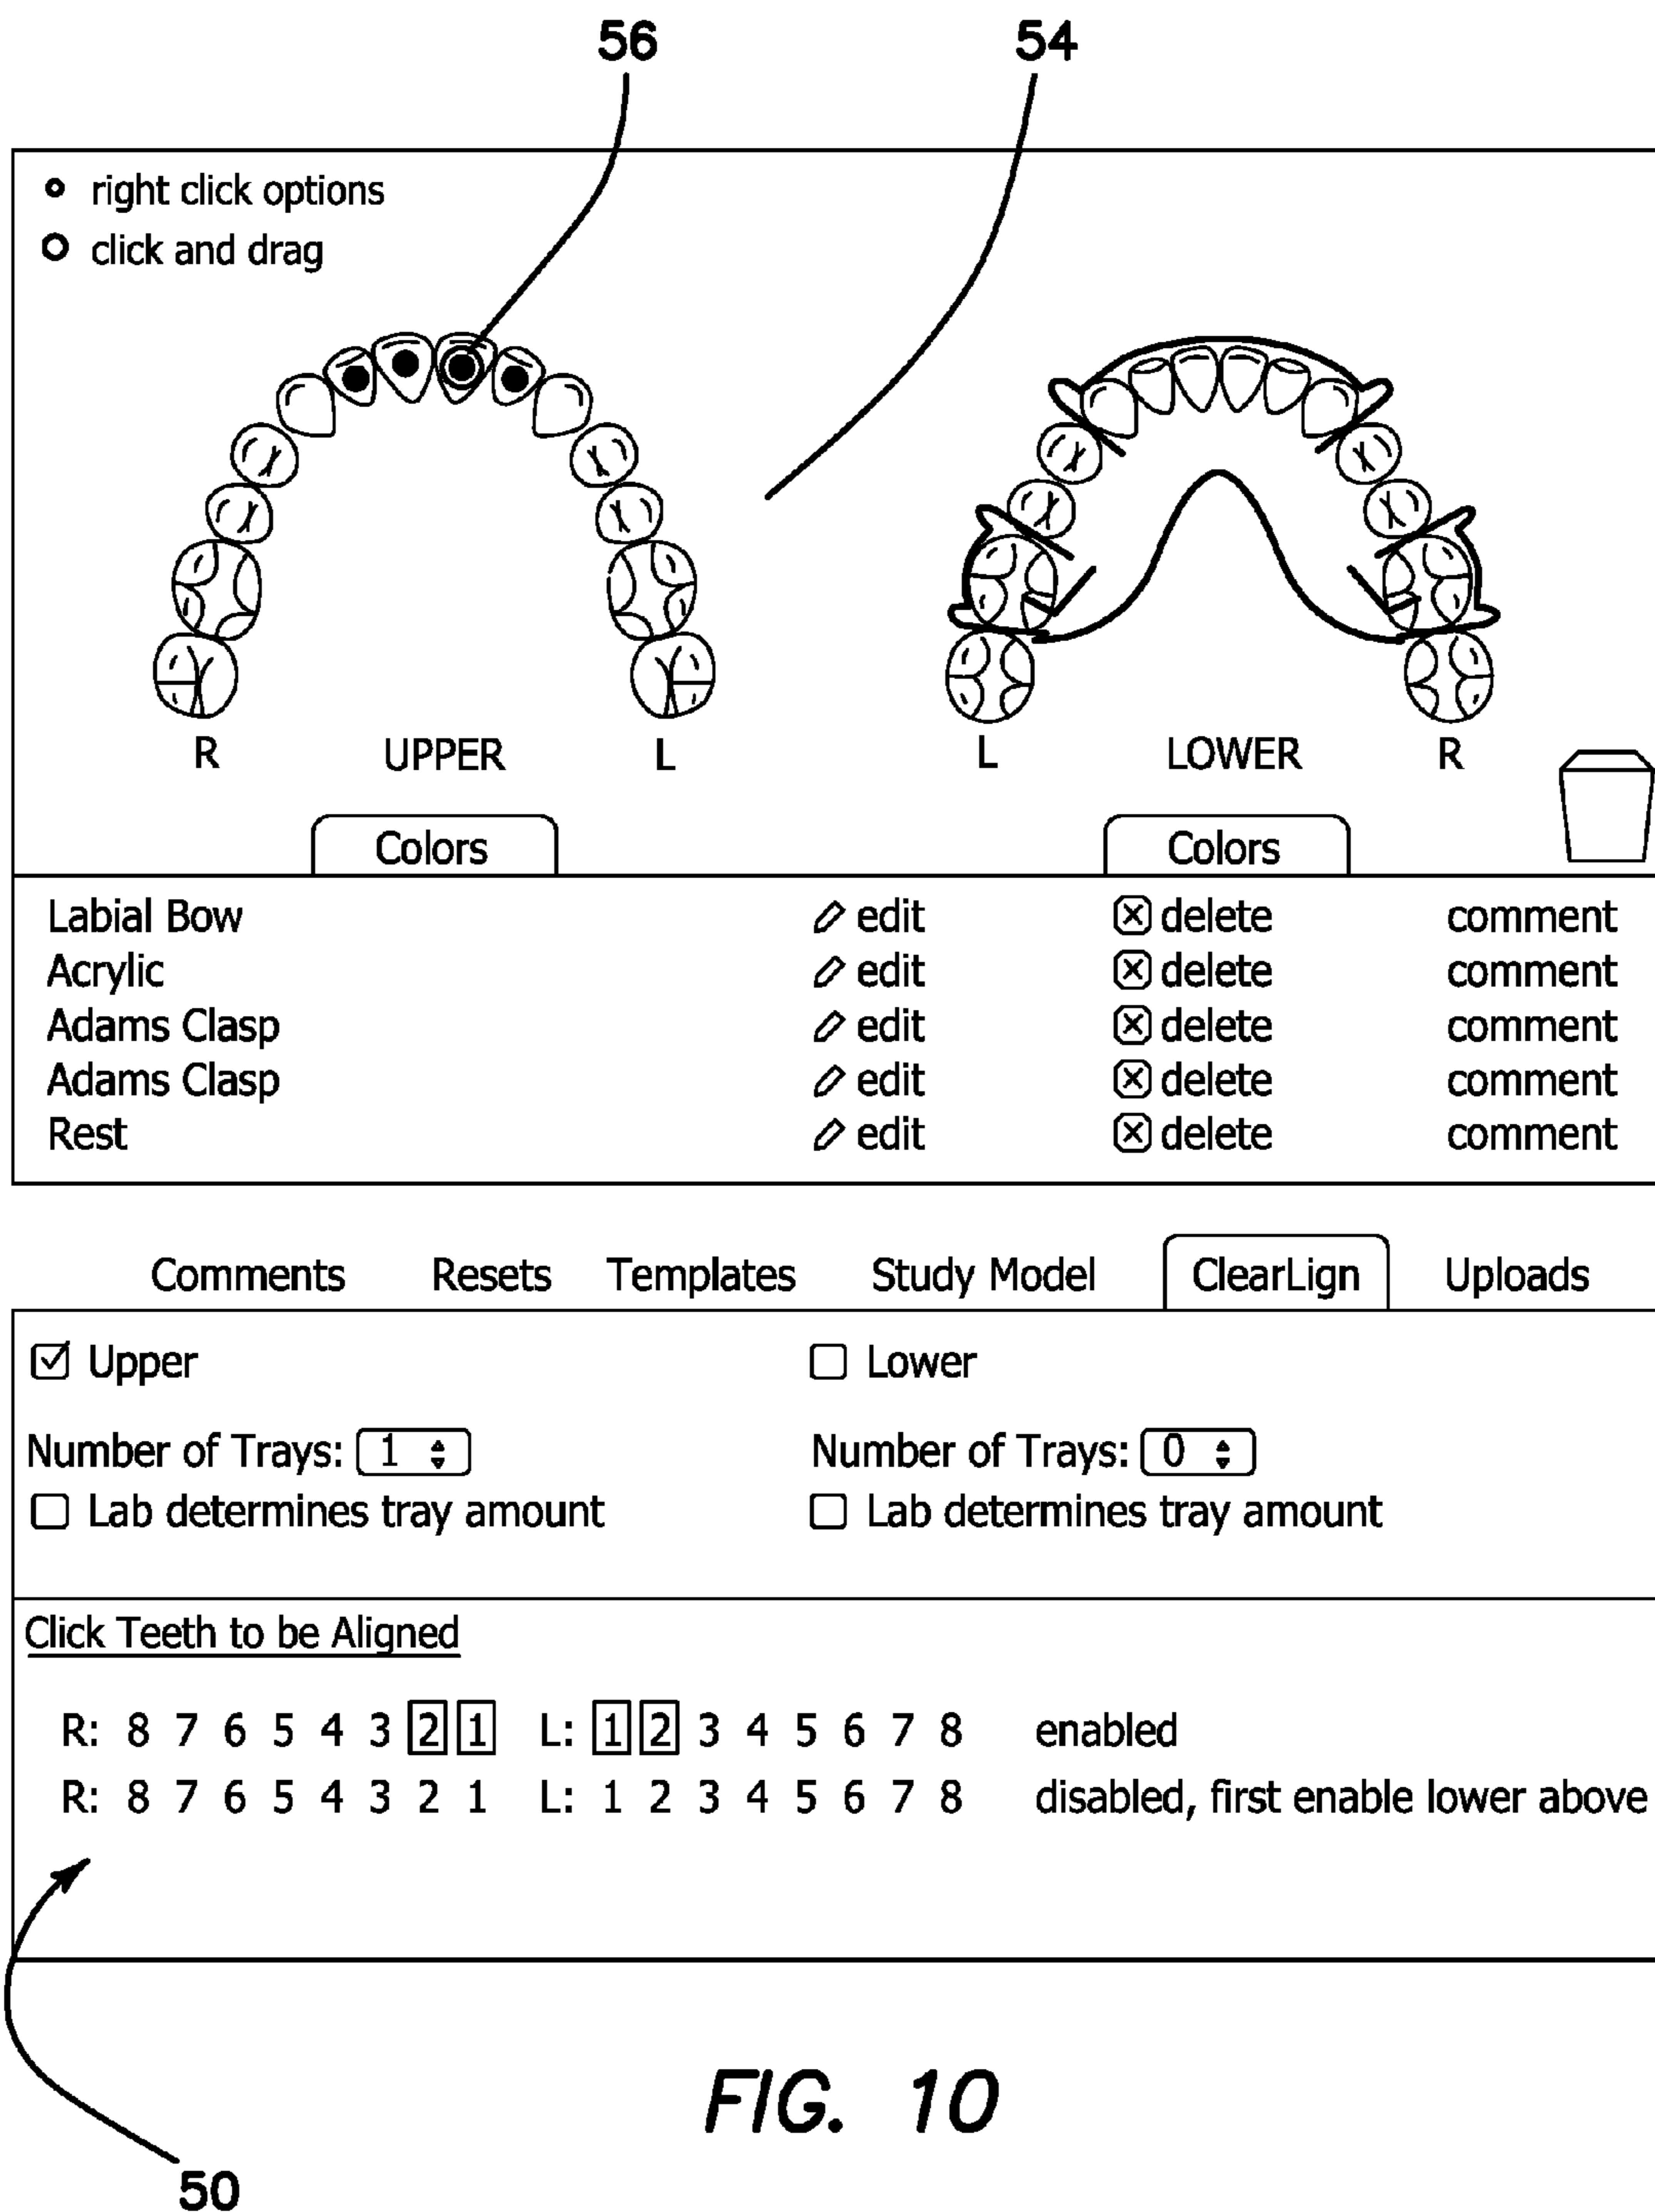 56 54
right click options
click and drag
R UPPER L L LOWER R
Colors Colors
Labial Bow edit delete comment
Acrylic edit delete comment
Adams Clasp edit delete comment
Adams Clasp edit delete comment
Rest edit delete comment
Comments Resets Templates Study Model ClearLign Uploads
Upper Lower
Number of Trays: 1 Number of Trays: 0
Lab determines tray amount Lab determines tray amount
Click Teeth to be Aligned
R: 8 7 6 5 4 3 2 1 L: 1 2 3 4 5 6 7 8 enabled
R: 8 7 6 5 4 3 2 1 L: 1 2 3 4 5 6 7 8 disabled, first enable lower above
FIG. 10
50